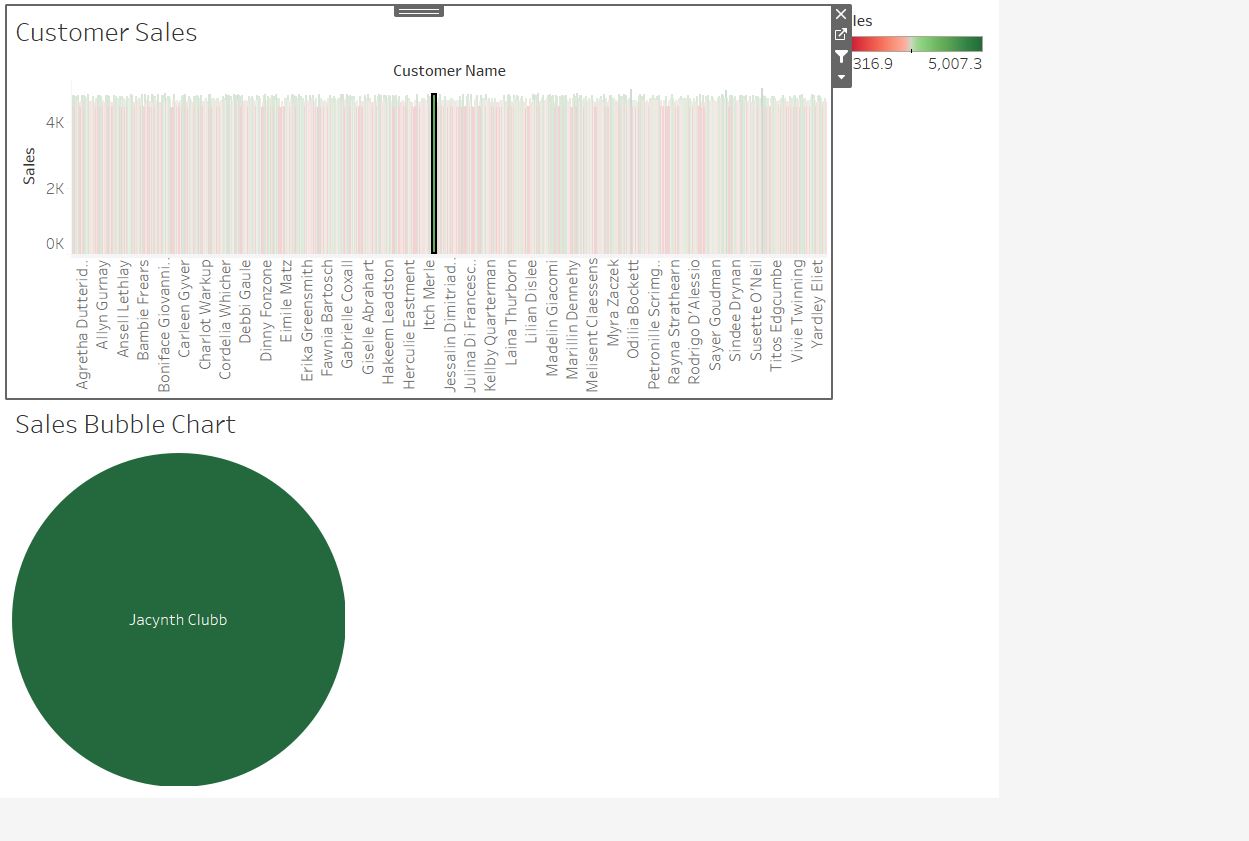 Customer Sales
les
316.9 5,007.3
Customer Name
Sales
4K
2K
0K
Agretha Dutterid..
Allyn Gurnay
Ansell Lethlay
Bambie Frears
Boniface Giovanni..
Carleen Gyver
Charlot Warkup
Cordelia Whicher
Debbi Gaule
Dinny Fonzone
Eimile Matz
Erika Greensmith
Fawnia Bartosch
Gabrielle Coxall
Giselle Abrahart
Hakeem Leadston
Herculie Eastment
Itch Merle
Jessalin Dimitriad..
Julina D Francesc..
Kellby Quarterman
Laina Thurborn
Lilian Dislee
Madelin Giacomi
Marillin Dennehy
Melisent Claessens
Myra Zaczek
Odilia Bockett
Petronille Scrimg..
Rayna Strathearn
Rodrigo D'Alessio
Sayer Goudman
Sindee Drynan
Susette O'Neil
Titos Edgcumbe
Vivie Twinning
Yardley Eliet
Sales Bubble Chart
Jacynth Clubb